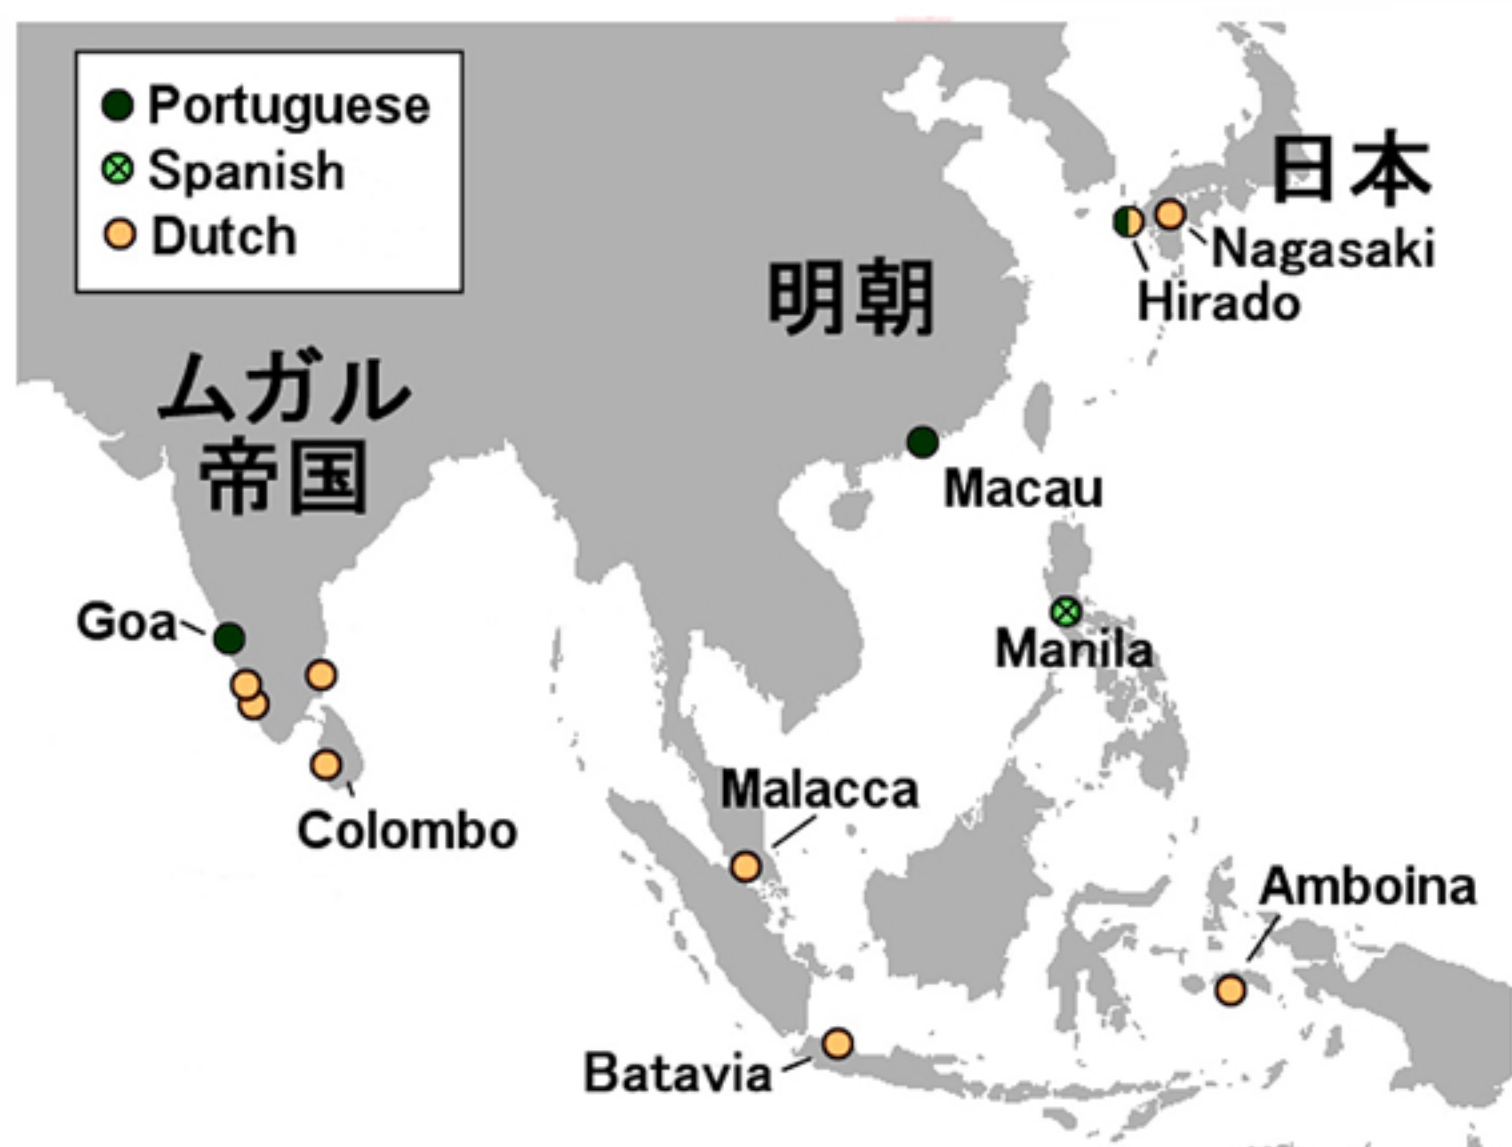 Portuguese
Spanish
Dutch
日本
Nagasaki
Hirado
明朝
ムガル
帝国
Macau
Goa
Manila
Malacca
Colombo
Amboina
Batavia